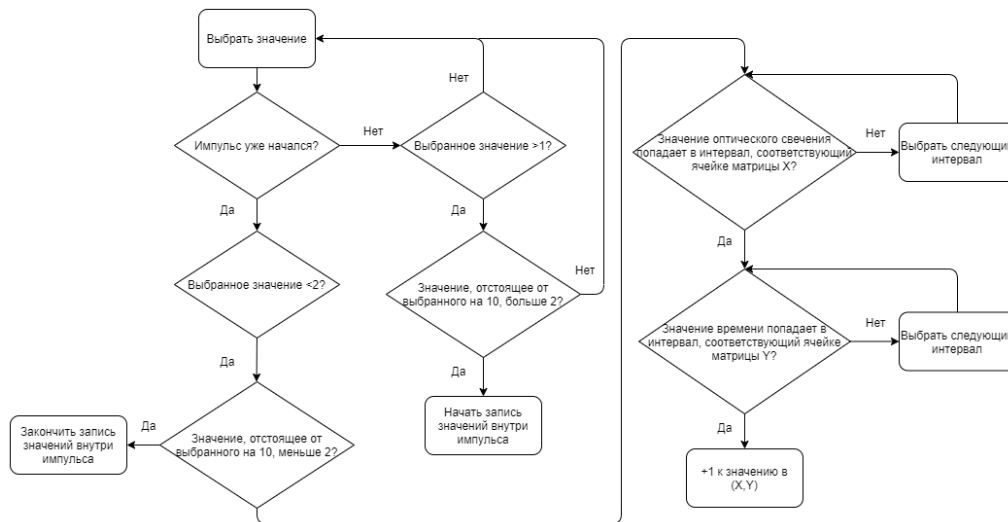 Выбрать значение
Импульс уже начался?
Нет
Да
Выбранное значение <2?
Да
Значение, отстоящее от
выбранного на 10, меньше 2?
Да
Закончить запись
значений внутри
импульса
Нет
Выбранное значение >1?
Да
Значение, отстоящее от
выбранного на 10, больше 2?
Нет
Да
Начать запись
значений внутри
импульса
Значение оптического свечения
попадает в интервал, соответствующий
ячейке матрицы X?
Нет
Выбрать следующий
интервал
Да
Значение времени попадает в
интервал, соответствующий ячейке
матрицы Y?
Нет
Выбрать следующий
интервал
Да
+1 к значению в
(X,Y)